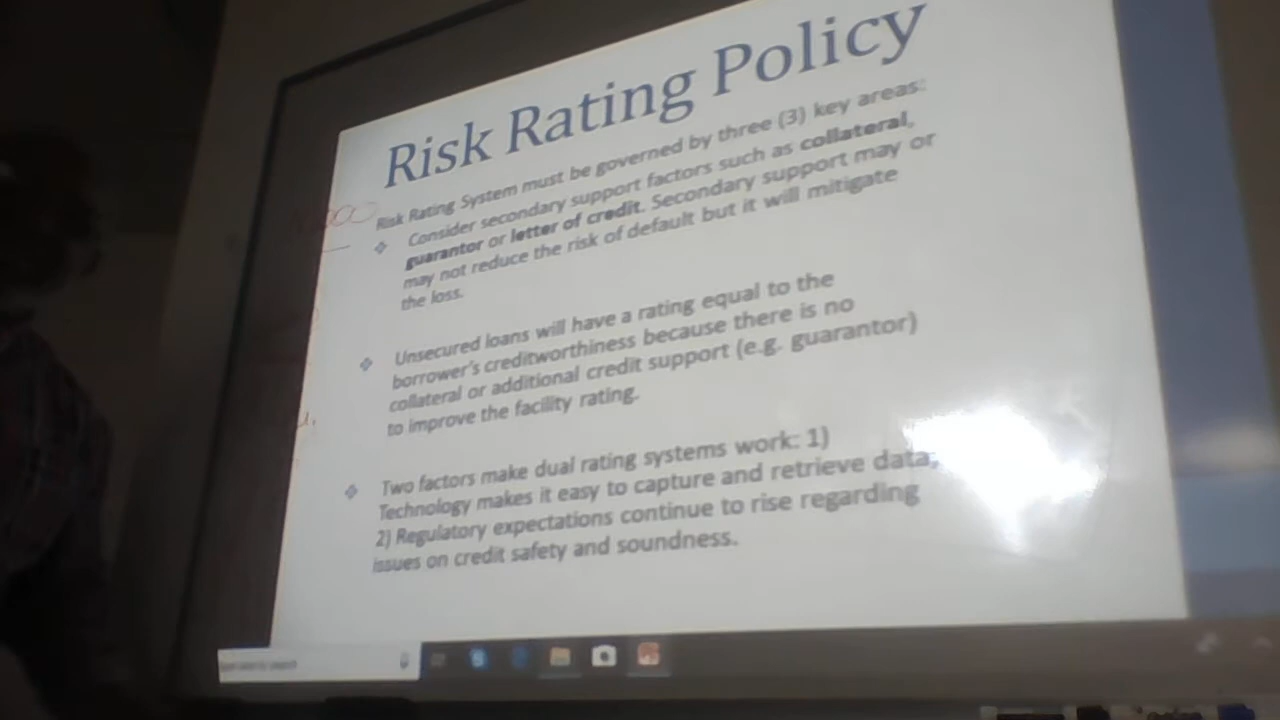 Risk Rating Policy
Risk Rating System must be governed by three (3) key areas:
Consider secondary support factors such as collateral,
guarantor or letter of credit. Secondary support may or
may not reduce the risk of default but it will mitigate
the loss.
Unsecured loans will have a rating equal to the
borrower's creditworthiness because there is no
collateral or additional credit support (e.g. guarantor)
to improve the facility rating.
Two factors make dual rating systems work: 1)
Technology makes it easy to capture and retrieve data,
2) Regulatory expectations continue to rise regarding
issues on credit safety and soundness.